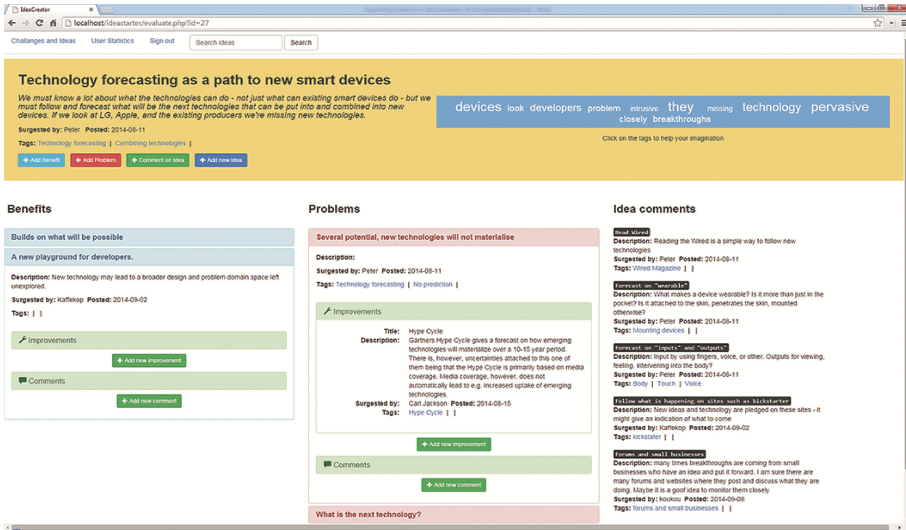 IdeaCreator
localhost/ideastarter/evaluate.php?id=27
Challanges and Ideas User Statistics Sign out Search ideas Search
Technology forecasting as a path to new smart devices
We must know a lot about what the technologies can do - not just what can existing smart devices do - but we
must follow and forecast what will be the next technologies that can be put into and combined into new
devices. If we look at LG, Apple, and the existing producers we're missing new technologies.
Surgested by: Peter Posted: 2014-08-11
Tags: Technology forecasting | Combining technologies |
+ Add Benefit + Add Problem + Comment on Idea + Add new Idea
devices look developers problem intrusive they missing technology pervasive
closely breakthroughs
Click on the tags to help your imagination
Benefits
Builds on what will be possible
A new playground for developers.
Description: New technology may lead to a broader design and problem domain space left
unexplored.
Surgested by: Kaffekop Posted: 2014-09-02
Tags: | |
Improvements
+ Add new improvement
Comments
+ Add new comment
Problems
Several potential, new technologies will not materialise
Description:
Surgested by: Peter Posted: 2014-08-11
Tags: Technology forecasting | No prediction |
Improvements
Title: Hype Cycle
Description: Gartners Hype Cycle gives a forecast on how emerging
technologies will materialize over a 10-15 year period.
There is, however, uncertainties attached to this one of
them being that the Hype Cycle is primarily based on media
coverage. Media coverage, however, does not
automatically lead to e.g. increased uptake of emerging
technologies.
Surgested by: Carl Jackson Posted: 2014-08-15
Tags: Hype Cycle | |
+ Add new improvement
Comments
+ Add new comment
What is the next technology?
Idea comments
Read Wired
Description: Reading the Wired is a simple way to follow new
technologies
Surgested by: Peter Posted: 2014-08-11
Tags: Wired Magazine | |
Forecast on "wearable"
Description: What makes a device wearable? Is it more than just in the
pocket? Is it attached to the skin, penetrates the skin, mounted
otherwise?
Surgested by: Peter Posted: 2014-08-11
Tags: Mounting devices | |
Forecast on "inputs" and "outputs"
Description: Input by using fingers, voice, or other. Outputs for viewing,
feeling, intervening into the body?
Surgested by: Peter Posted: 2014-08-11
Tags: Body | Touch | Voice
Follow what is happening on sites such as kickstarter
Description: New ideas and technology are pledged on these sites - it
might give an indication of what to come
Surgested by: Kaffekop Posted: 2014-09-02
Tags: kickstater | |
Forums and small businesses
Description: many times breakthroughs are coming from small
businesses who have an idea and put it forward. I am sure there are
many forums and websites where they post and discuss what they are
doing. Maybe it is a goof idea to monitor them closely
Surgested by: koukou Posted: 2014-09-08
Tags: forums and small businesses | |